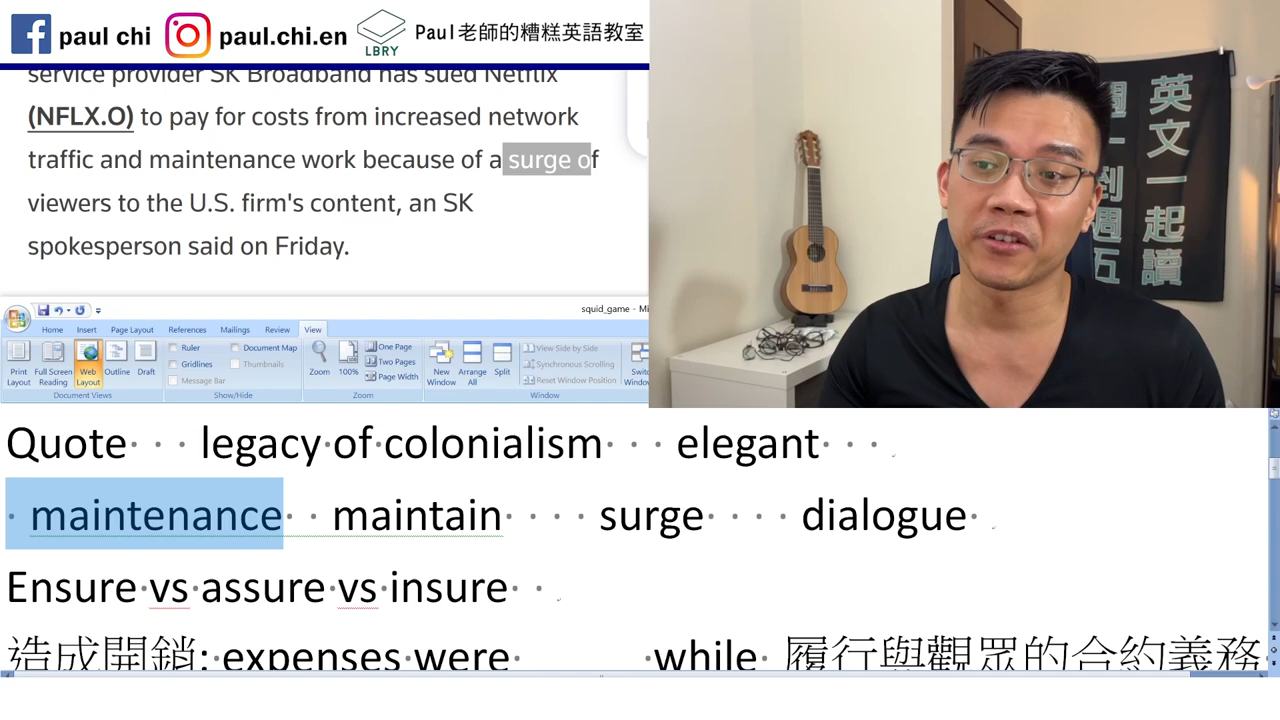 paul chi paul.chi.en LBRY Paul老師的糟糕英語教室
service provider SK Broadband has sued Netflix
(NFLX.O) to pay for costs from increased network
traffic and maintenance work because of a surge of
viewers to the U.S. firm's content, an SK
spokesperson said on Friday.
squid_game - Mi
Home Insert Page Layout References Mailings Review View
Print Layout
Full Screen Reading
Web Layout
Outline
Draft
Document Views
Ruler
Gridlines
Message Bar
Document Map
Thumbnails
Show/Hide
Zoom
100%
One Page
Two Pages
Page Width
Zoom
New Window
Arrange All
Split
View Side by Side
Synchronous Scrolling
Reset Window Position
Window
英文一起讀
週一到週五
Quote legacy of colonialism elegant
maintenance maintain surge dialogue
Ensure vs assure vs insure
造成開銷: expenses were while 履行與觀眾的合約義務